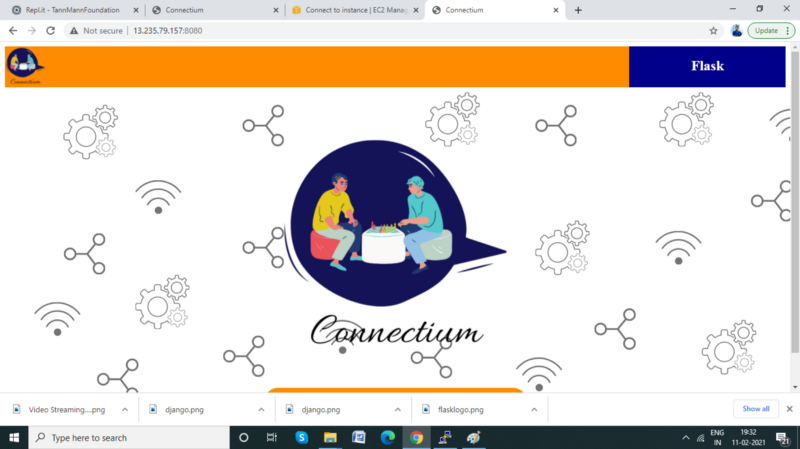 Repl.it - TannMannFoundation
Connectium
Connect to instance | EC2 Manag
Connectium
Not secure | 13.235.79.157:8080
Update
Connectium
Flask
Connectium
Video Streaming....png
django.png
django.png
flasklogo.png
Show all
Type here to search
ENG
IN
19:32
11-02-2021
21